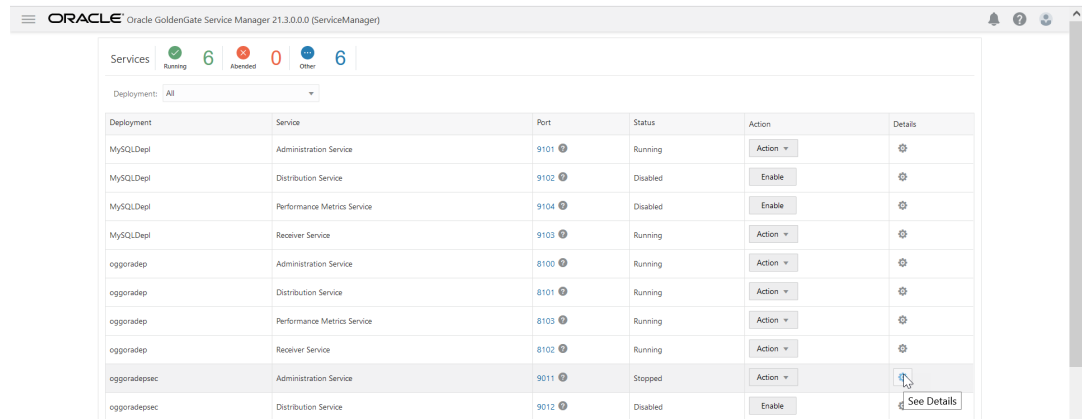 ORACLE Oracle GoldenGate Service Manager 21.3.0.0.0 (ServiceManager)
Services Running 6 Abended 0 Other 6
Deployment: All
Deployment Service Port Status Action Details
MySQLDepl Administration Service 9101 Running Action
MySQLDepl Distribution Service 9102 Disabled Enable
MySQLDepl Performance Metrics Service 9104 Disabled Enable
MySQLDepl Receiver Service 9103 Running Action
oggoradep Administration Service 8100 Running Action
oggoradep Distribution Service 8101 Running Action
oggoradep Performance Metrics Service 8103 Running Action
oggoradep Receiver Service 8102 Running Action
oggoradepsec Administration Service 9011 Stopped Action
See Details
oggoradepsec Distribution Service 9012 Disabled Enable